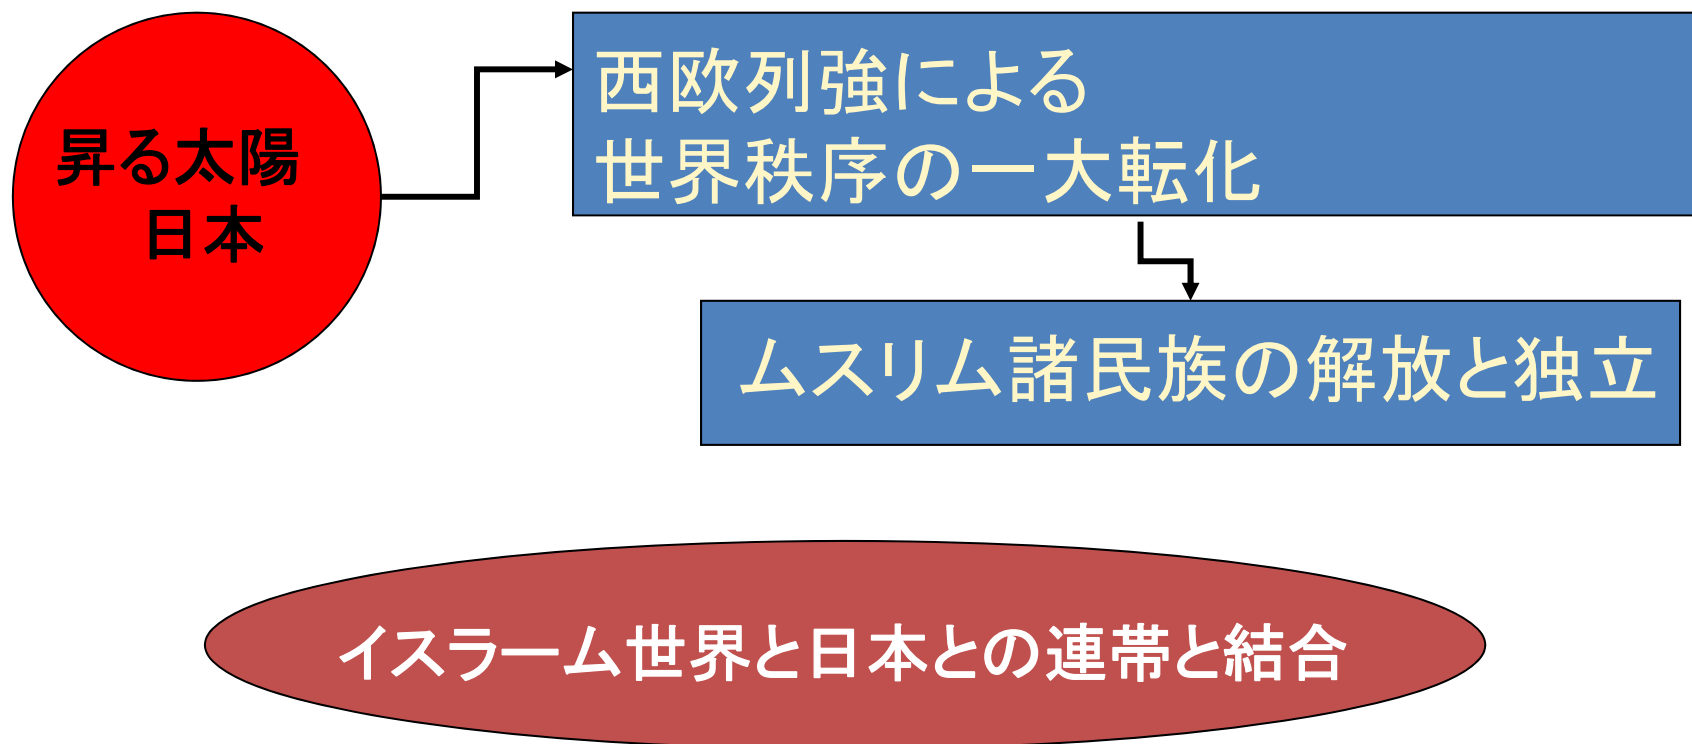 昇る太陽
日本
西欧列強による
世界秩序の一大転化
ムスリム諸民族の解放と独立
イスラーム世界と日本との連帯と結合